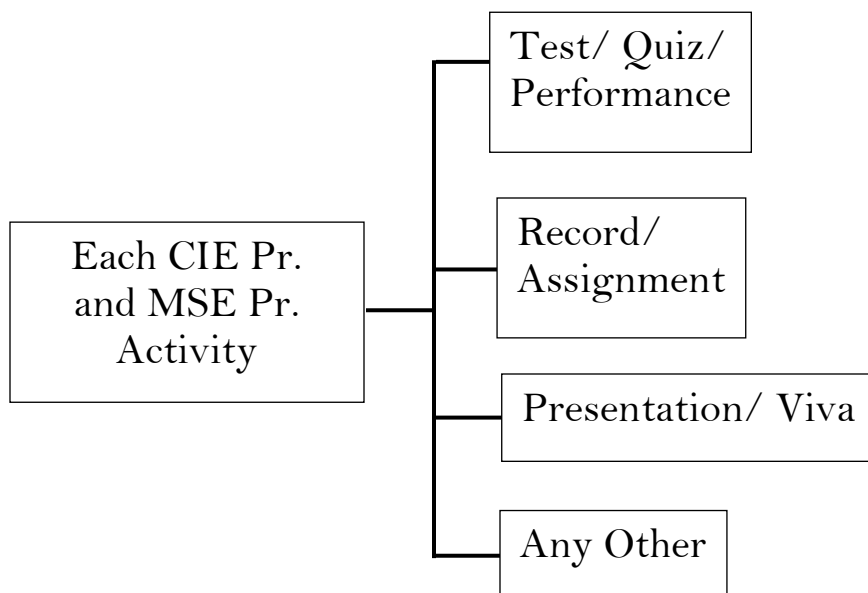 Test/ Quiz/
Performance
Each CIE Pr.
and MSE Pr.
Activity
Record/
Assignment
Presentation/ Viva
Any Other